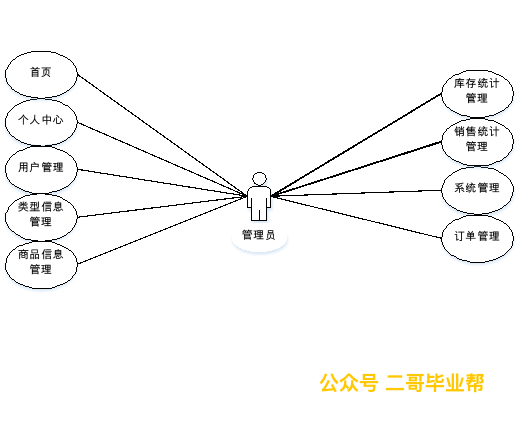 首页
个人中心
用户管理
类型信息
管理
商品信息
管理
管理员
库存统计
管理
销售统计
管理
系统管理
订单管理
公众号 二哥毕业帮